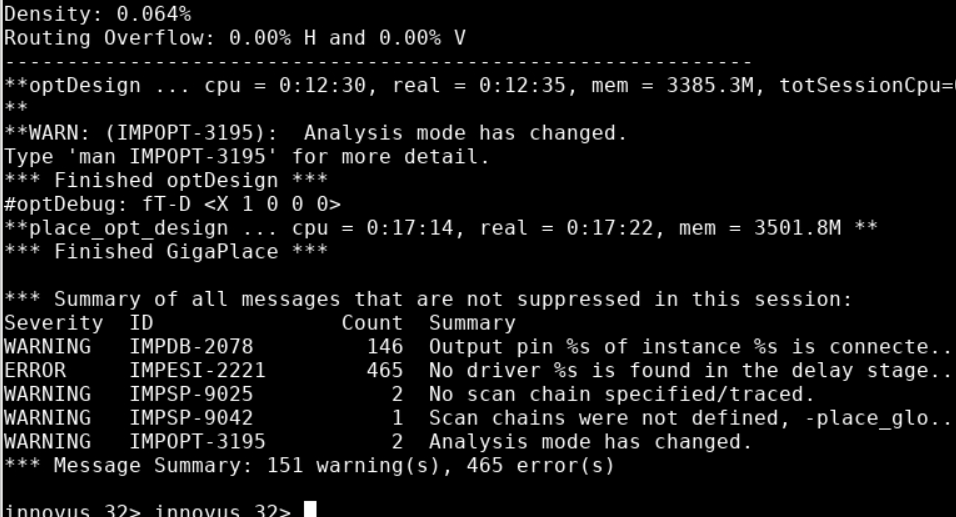 Density: 0.064%
Routing Overflow: 0.00% H and 0.00% V
------------------------------------------------------------
**optDesign ... cpu = 0:12:30, real = 0:12:35, mem = 3385.3M, totSessionCpu=
**
**WARN: (IMPOPT-3195):  Analysis mode has changed.
Type 'man IMPOPT-3195' for more detail.
*** Finished optDesign ***
#optDebug: fT-D <X 1 0 0 0>
**place_opt_design ... cpu = 0:17:14, real = 0:17:22, mem = 3501.8M **
*** Finished GigaPlace ***
*** Summary of all messages that are not suppressed in this session:
Severity  ID               Count  Summary
WARNING   IMPDB-2078         146  Output pin %s of instance %s is connecte..
ERROR     IMPESI-2221        465  No driver %s is found in the delay stage..
WARNING   IMPSP-9025           2  No scan chain specified/traced.
WARNING   IMPSP-9042           1  Scan chains were not defined, -place_glo..
WARNING   IMPOPT-3195          2  Analysis mode has changed.
*** Message Summary: 151 warning(s), 465 error(s)
innovus 32> innovus 32>